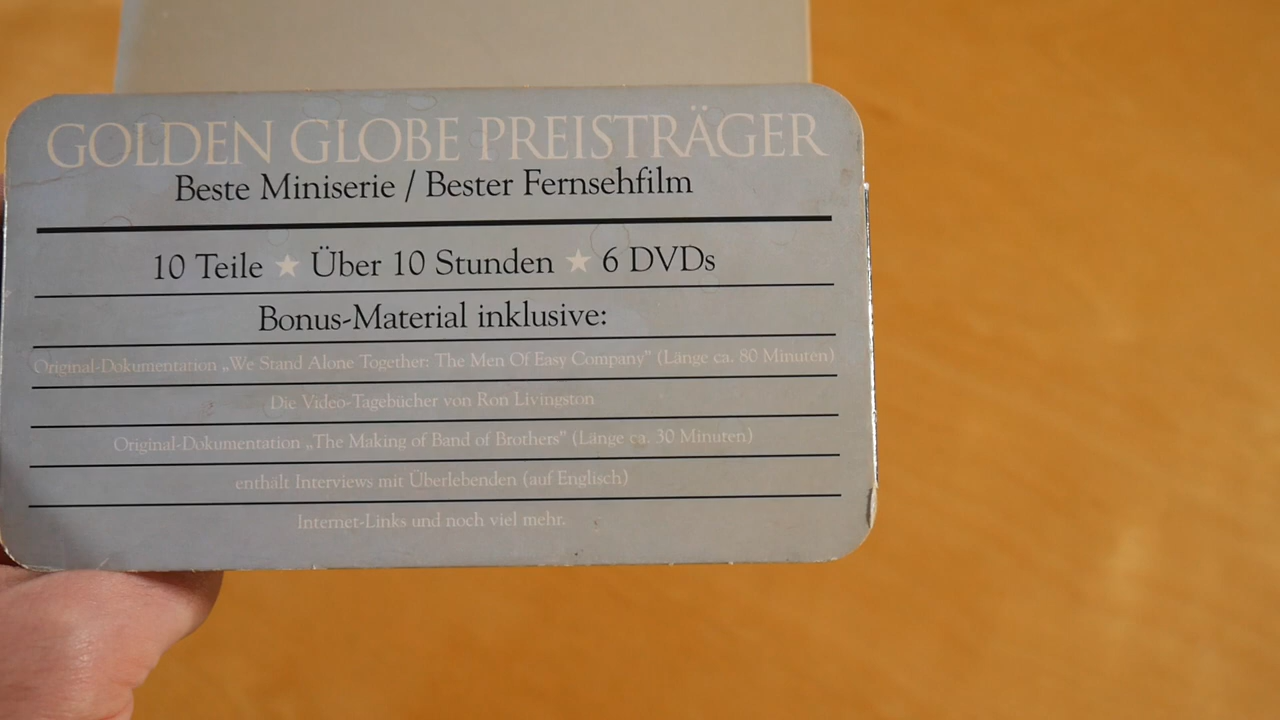 GOLDEN GLOBE PREISTRÄGER
Beste Miniserie / Bester Fernsehfilm
10 Teile ★ Über 10 Stunden ★ 6 DVDs
Bonus-Material inklusive:
Original-Dokumentation „We Stand Alone Together: The Men Of Easy Company" (Länge ca. 80 Minuten)
Die Video-Tagebücher von Ron Livingston
Original-Dokumentation „The Making of Band of Brothers" (Länge ca. 30 Minuten)
enthält Interviews mit Überlebenden (auf Englisch)
Internet-Links und noch viel mehr.